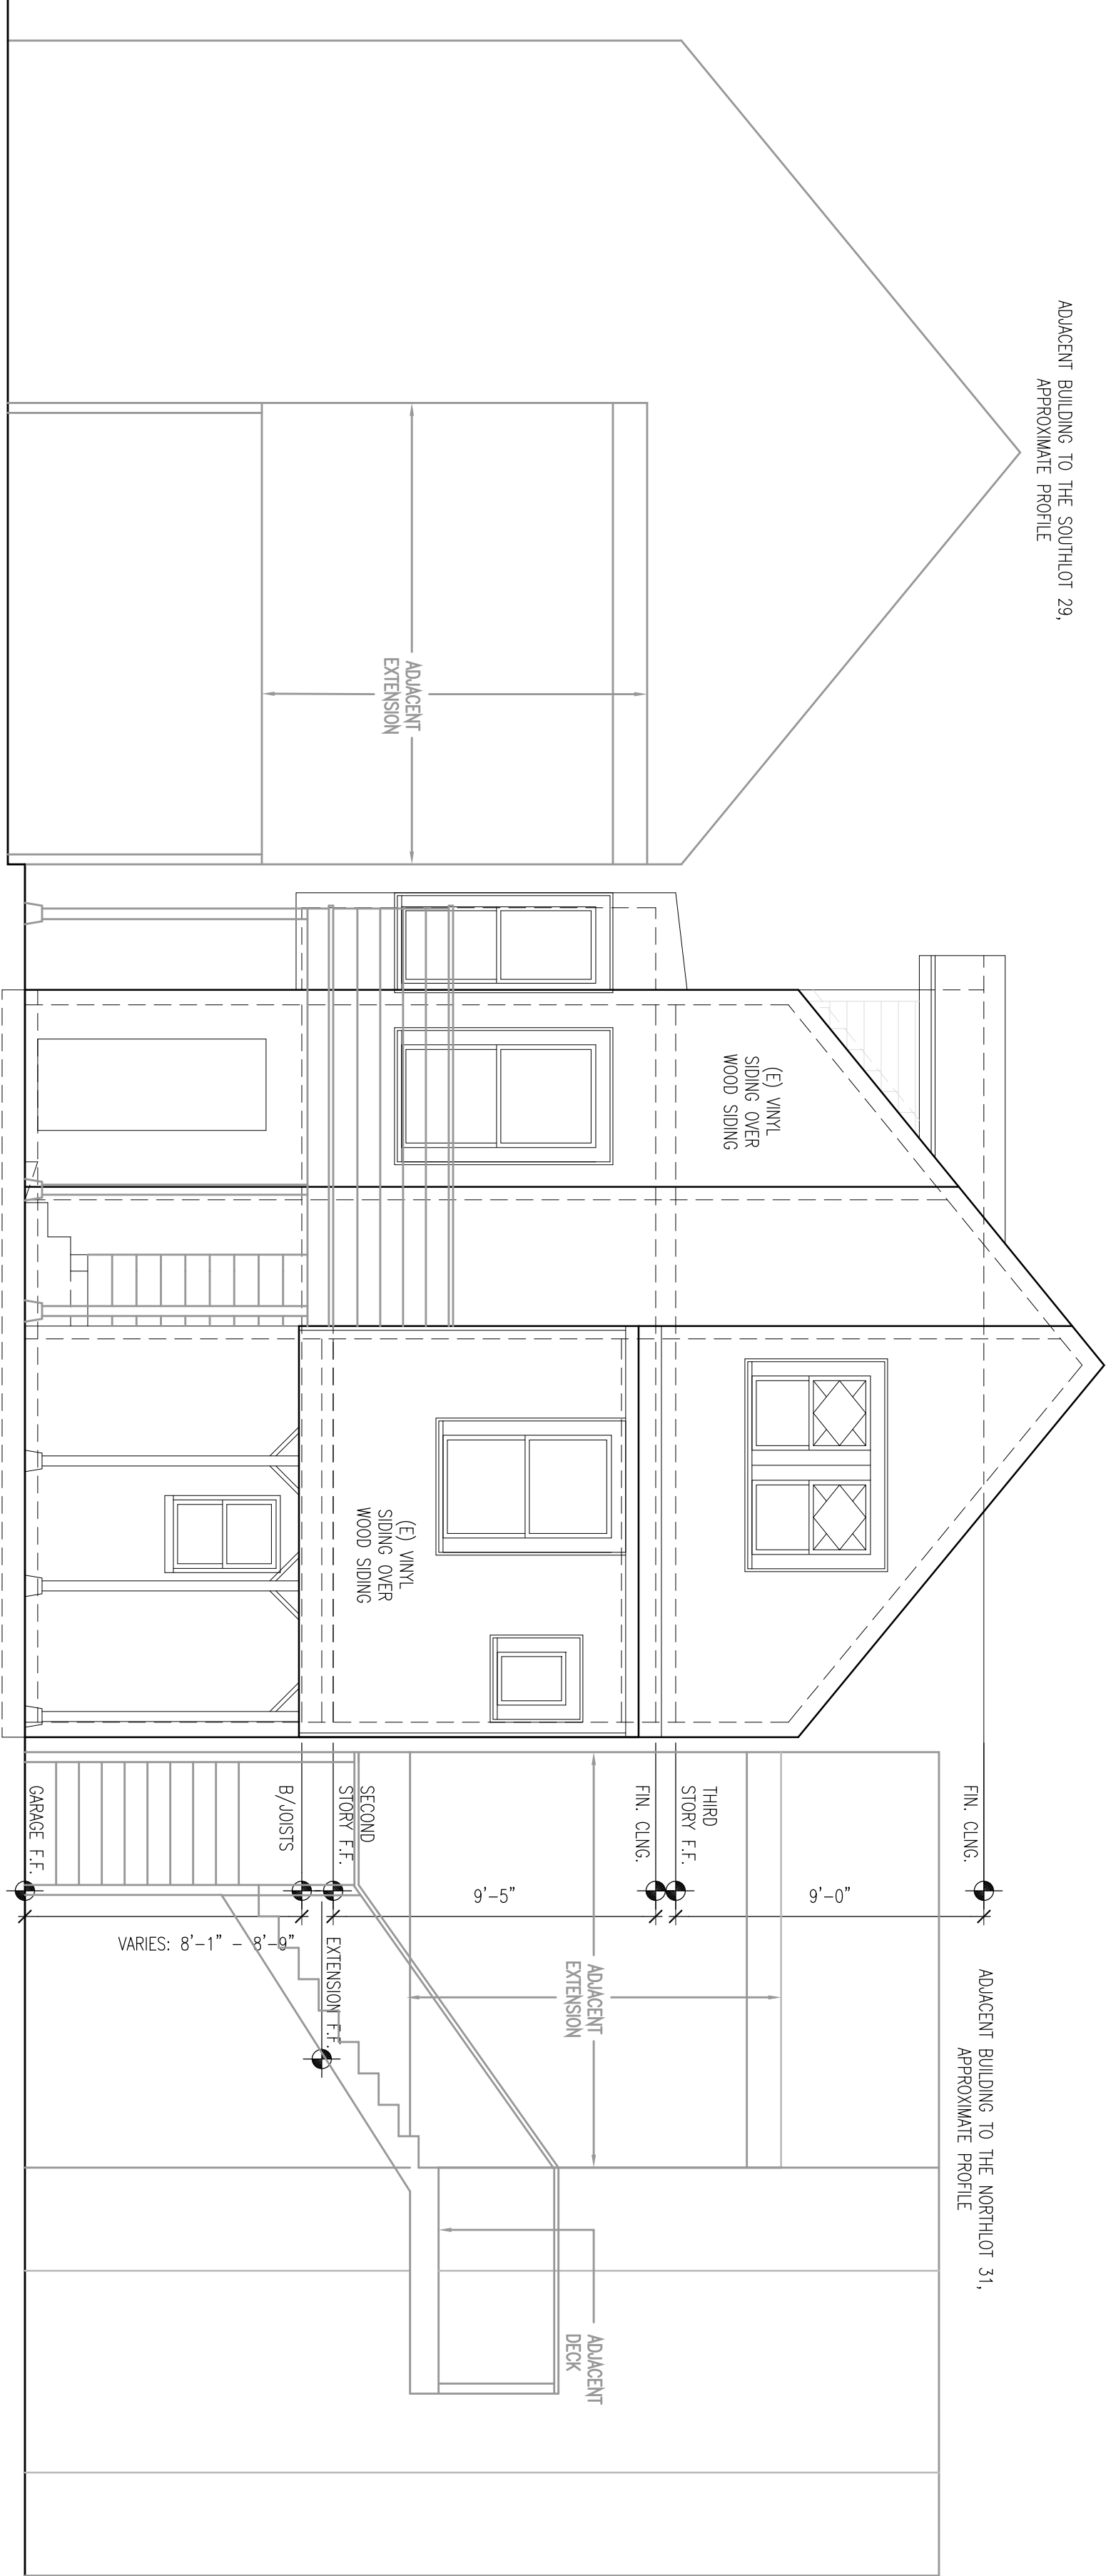 ADJACENT BUILDING TO THE SOUTHLOT 29,
APPROXIMATE PROFILE
ADJACENT
EXTENSION
(E) VINYL
SIDING OVER
WOOD SIDING
(E) VINYL
SIDING OVER
WOOD SIDING
FIN. CLNG.
THIRD
STORY F.F.
FIN. CLNG.
SECOND
STORY F.F.
B/JOISTS
GARAGE F.F.
9'-0"
9'-5"
VARIES: 8'-1" - 8'-9"
EXTENSION F.F.
ADJACENT BUILDING TO THE NORTHLOT 31,
APPROXIMATE PROFILE
ADJACENT
EXTENSION
ADJACENT
DECK